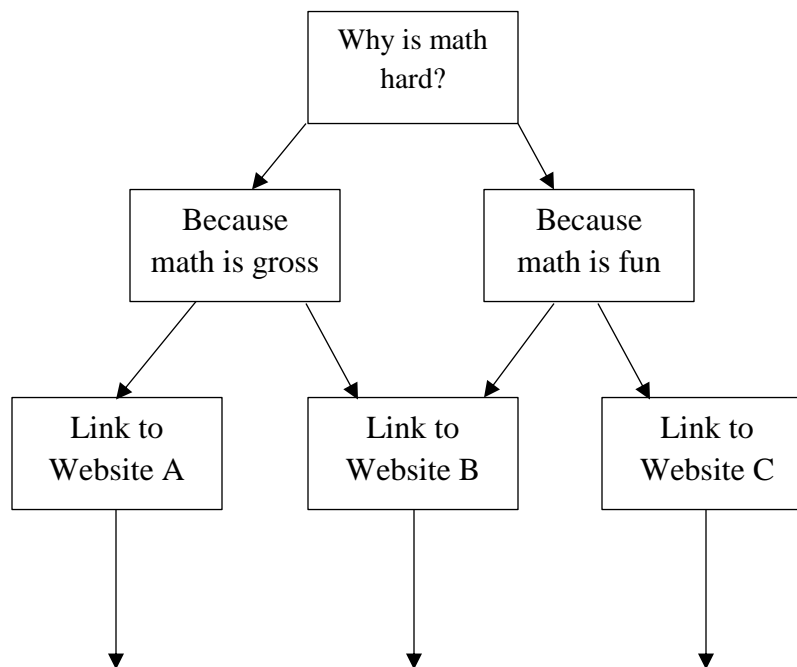 Why is math
hard?
Because
math is gross
Because
math is fun
Link to
Website A
Link to
Website B
Link to
Website C